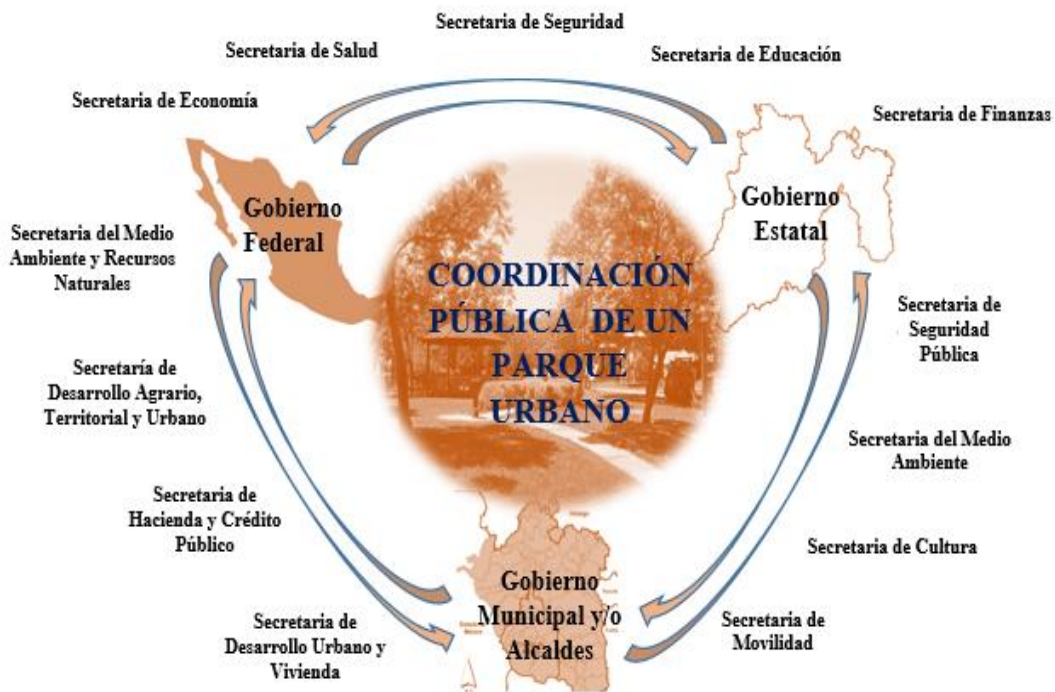 Secretaria de Seguridad
Secretaria de Salud
Secretaria de Educación
Secretaria de Economía
Secretaria de Finanzas
Gobierno
Federal
Gobierno
Estatal
Secretaria del Medio
Ambiente y Recursos
Naturales
COORDINACIÓN
PÚBLICA DE UN
PARQUE
URBANO
Secretaria de
Seguridad
Pública
Secretaría de
Desarrollo Agrario,
Territorial y Urbano
Secretaria del Medio
Ambiente
Secretaria de
Hacienda y Crédito
Público
Secretaria de Cultura
Gobierno
Municipal y/o
Alcaldes
Secretaria de
Desarrollo Urbano y
Vivienda
Secretaria de
Movilidad